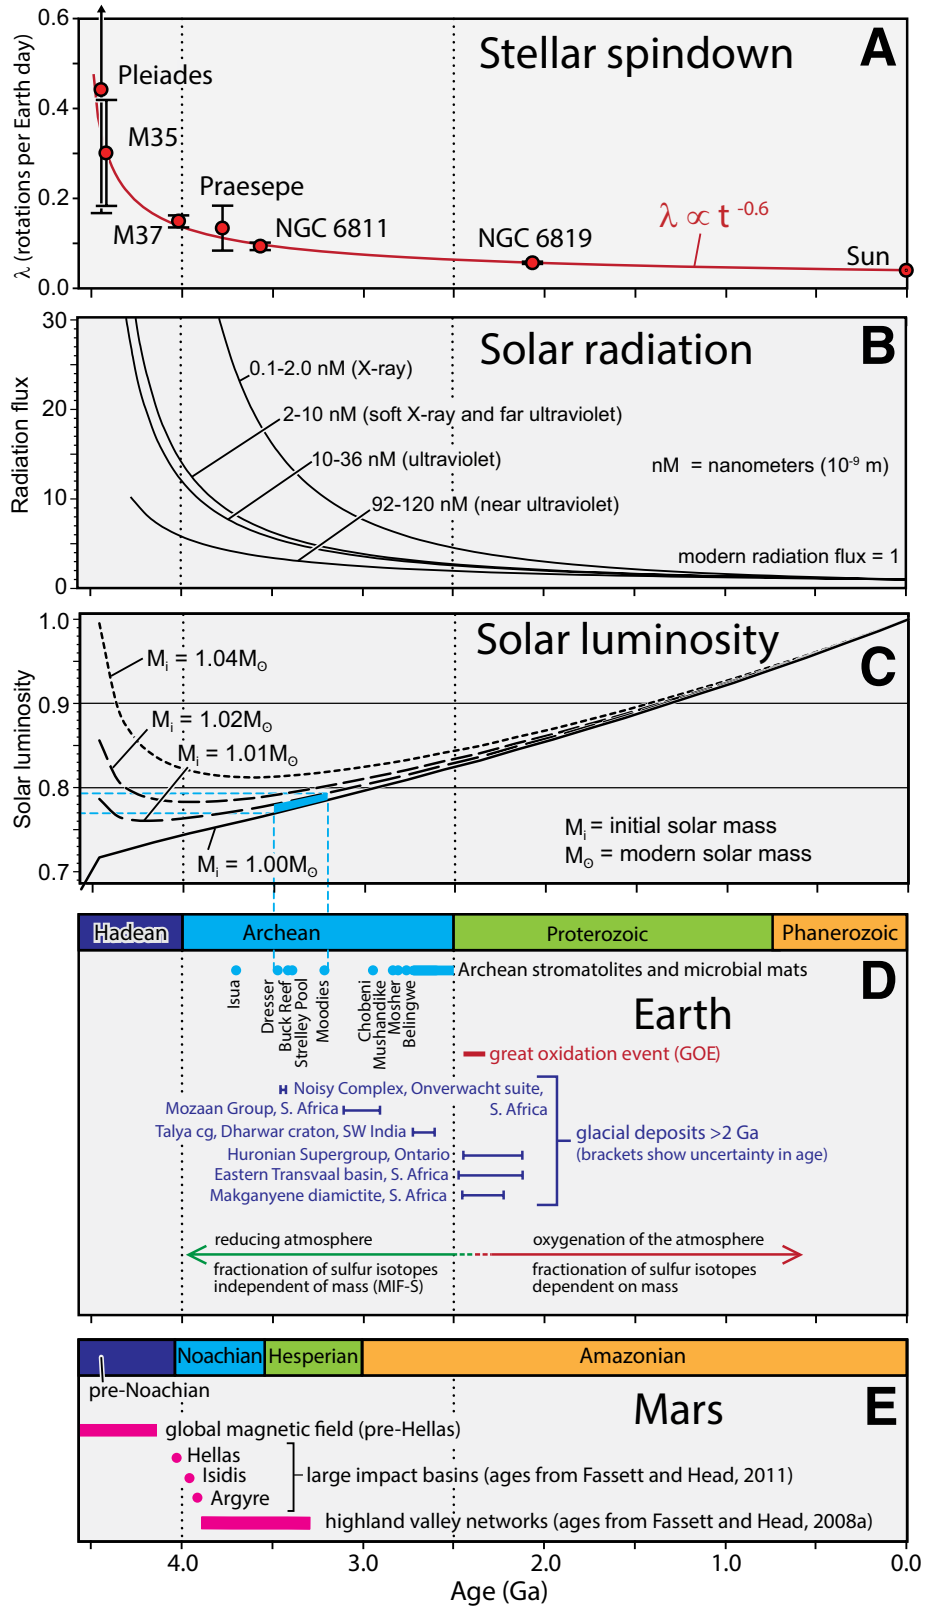 A
Stellar spindown
λ (rotations per Earth day)
0.6
0.4
0.2
0.0
Pleiades
M35
M37
Praesepe
NGC 6811
NGC 6819
λ ∝ t -0.6
Sun
B
Solar radiation
Radiation flux
30
20
10
0
0.1-2.0 nM (X-ray)
2-10 nM (soft X-ray and far ultraviolet)
10-36 nM (ultraviolet)
92-120 nM (near ultraviolet)
nM = nanometers (10-9 m)
modern radiation flux = 1
C
Solar luminosity
Solar luminosity
1.0
0.9
0.8
0.7
Mi = 1.04M⊙
Mi = 1.02M⊙
Mi = 1.01M⊙
Mi = 1.00M⊙
Mi = initial solar mass
M⊙ = modern solar mass
Hadean
Archean
Proterozoic
Phanerozoic
D
Earth
Archean stromatolites and microbial mats
Isua
Dresser
Buck Reef
Strelley Pool
Moodies
Chobeni
Mushandike
Mosher
Belingwe
great oxidation event (GOE)
Noisy Complex, Onverwacht suite,
S. Africa
Mozaan Group, S. Africa
Talya cg, Dharwar craton, SW India
Huronian Supergroup, Ontario
Eastern Transvaal basin, S. Africa
Makganyene diamictite, S. Africa
glacial deposits >2 Ga
(brackets show uncertainty in age)
reducing atmosphere
fractionation of sulfur isotopes
independent of mass (MIF-S)
oxygenation of the atmosphere
fractionation of sulfur isotopes
dependent on mass
Noachian
Hesperian
Amazonian
pre-Noachian
E
Mars
global magnetic field (pre-Hellas)
Hellas
Isidis
Argyre
large impact basins (ages from Fassett and Head, 2011)
highland valley networks (ages from Fassett and Head, 2008a)
4.0
3.0
2.0
1.0
0.0
Age (Ga)